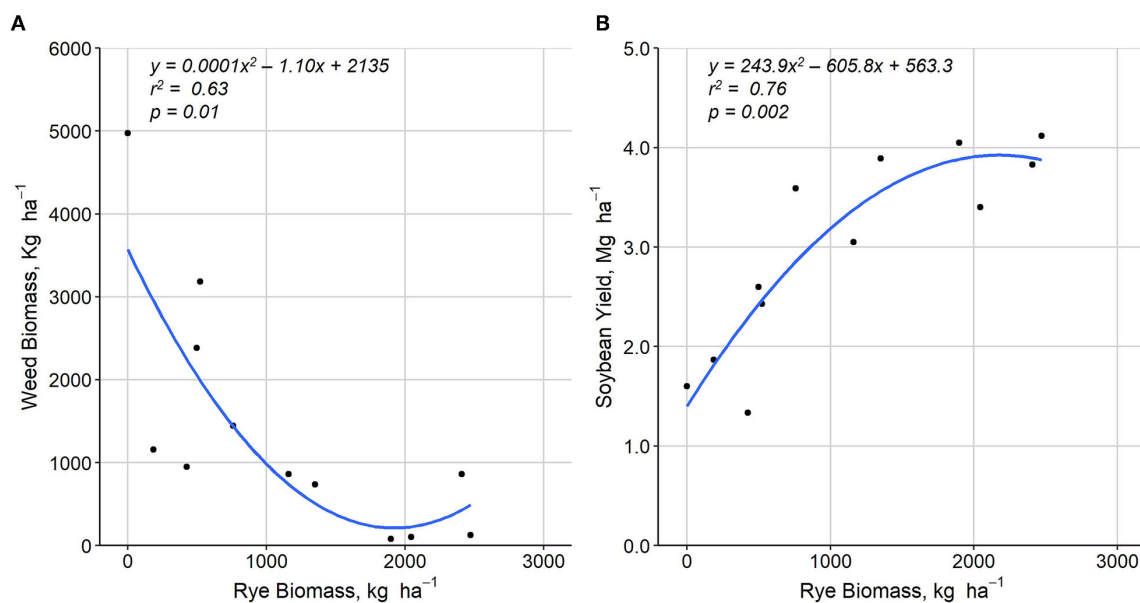 A
y = 0.0001x² – 1.10x + 2135
r² = 0.63
p = 0.01
Weed Biomass, Kg ha⁻¹
6000
5000
4000
3000
2000
1000
0
0 1000 2000 3000
Rye Biomass, kg ha⁻¹
B
y = 243.9x² – 605.8x + 563.3
r² = 0.76
p = 0.002
Soybean Yield, Mg ha⁻¹
5.0
4.0
3.0
2.0
1.0
0.0
0 1000 2000 3000
Rye Biomass, kg ha⁻¹